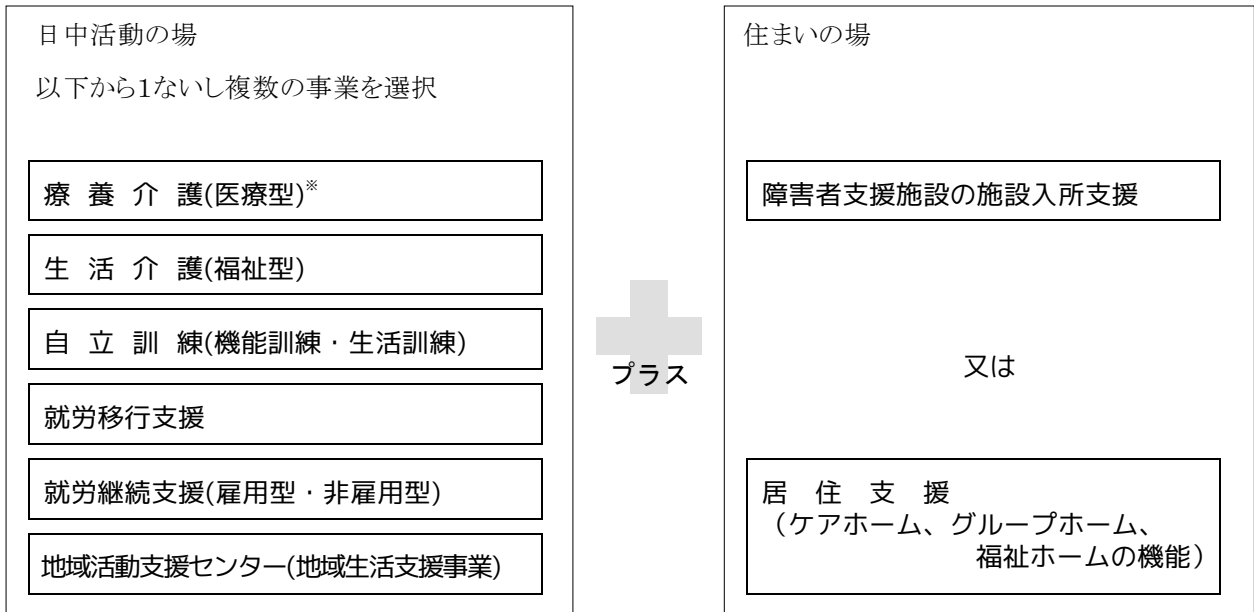 日中活動の場
以下から1ないし複数の事業を選択
療養介護(医療型)※
生活介護(福祉型)
自立訓練(機能訓練・生活訓練)
就労移行支援
就労継続支援(雇用型・非雇用型)
地域活動支援センター(地域生活支援事業)
プラス
住まいの場
障害者支援施設の施設入所支援
又は
居住支援
（ケアホーム、グループホーム、
福祉ホームの機能）